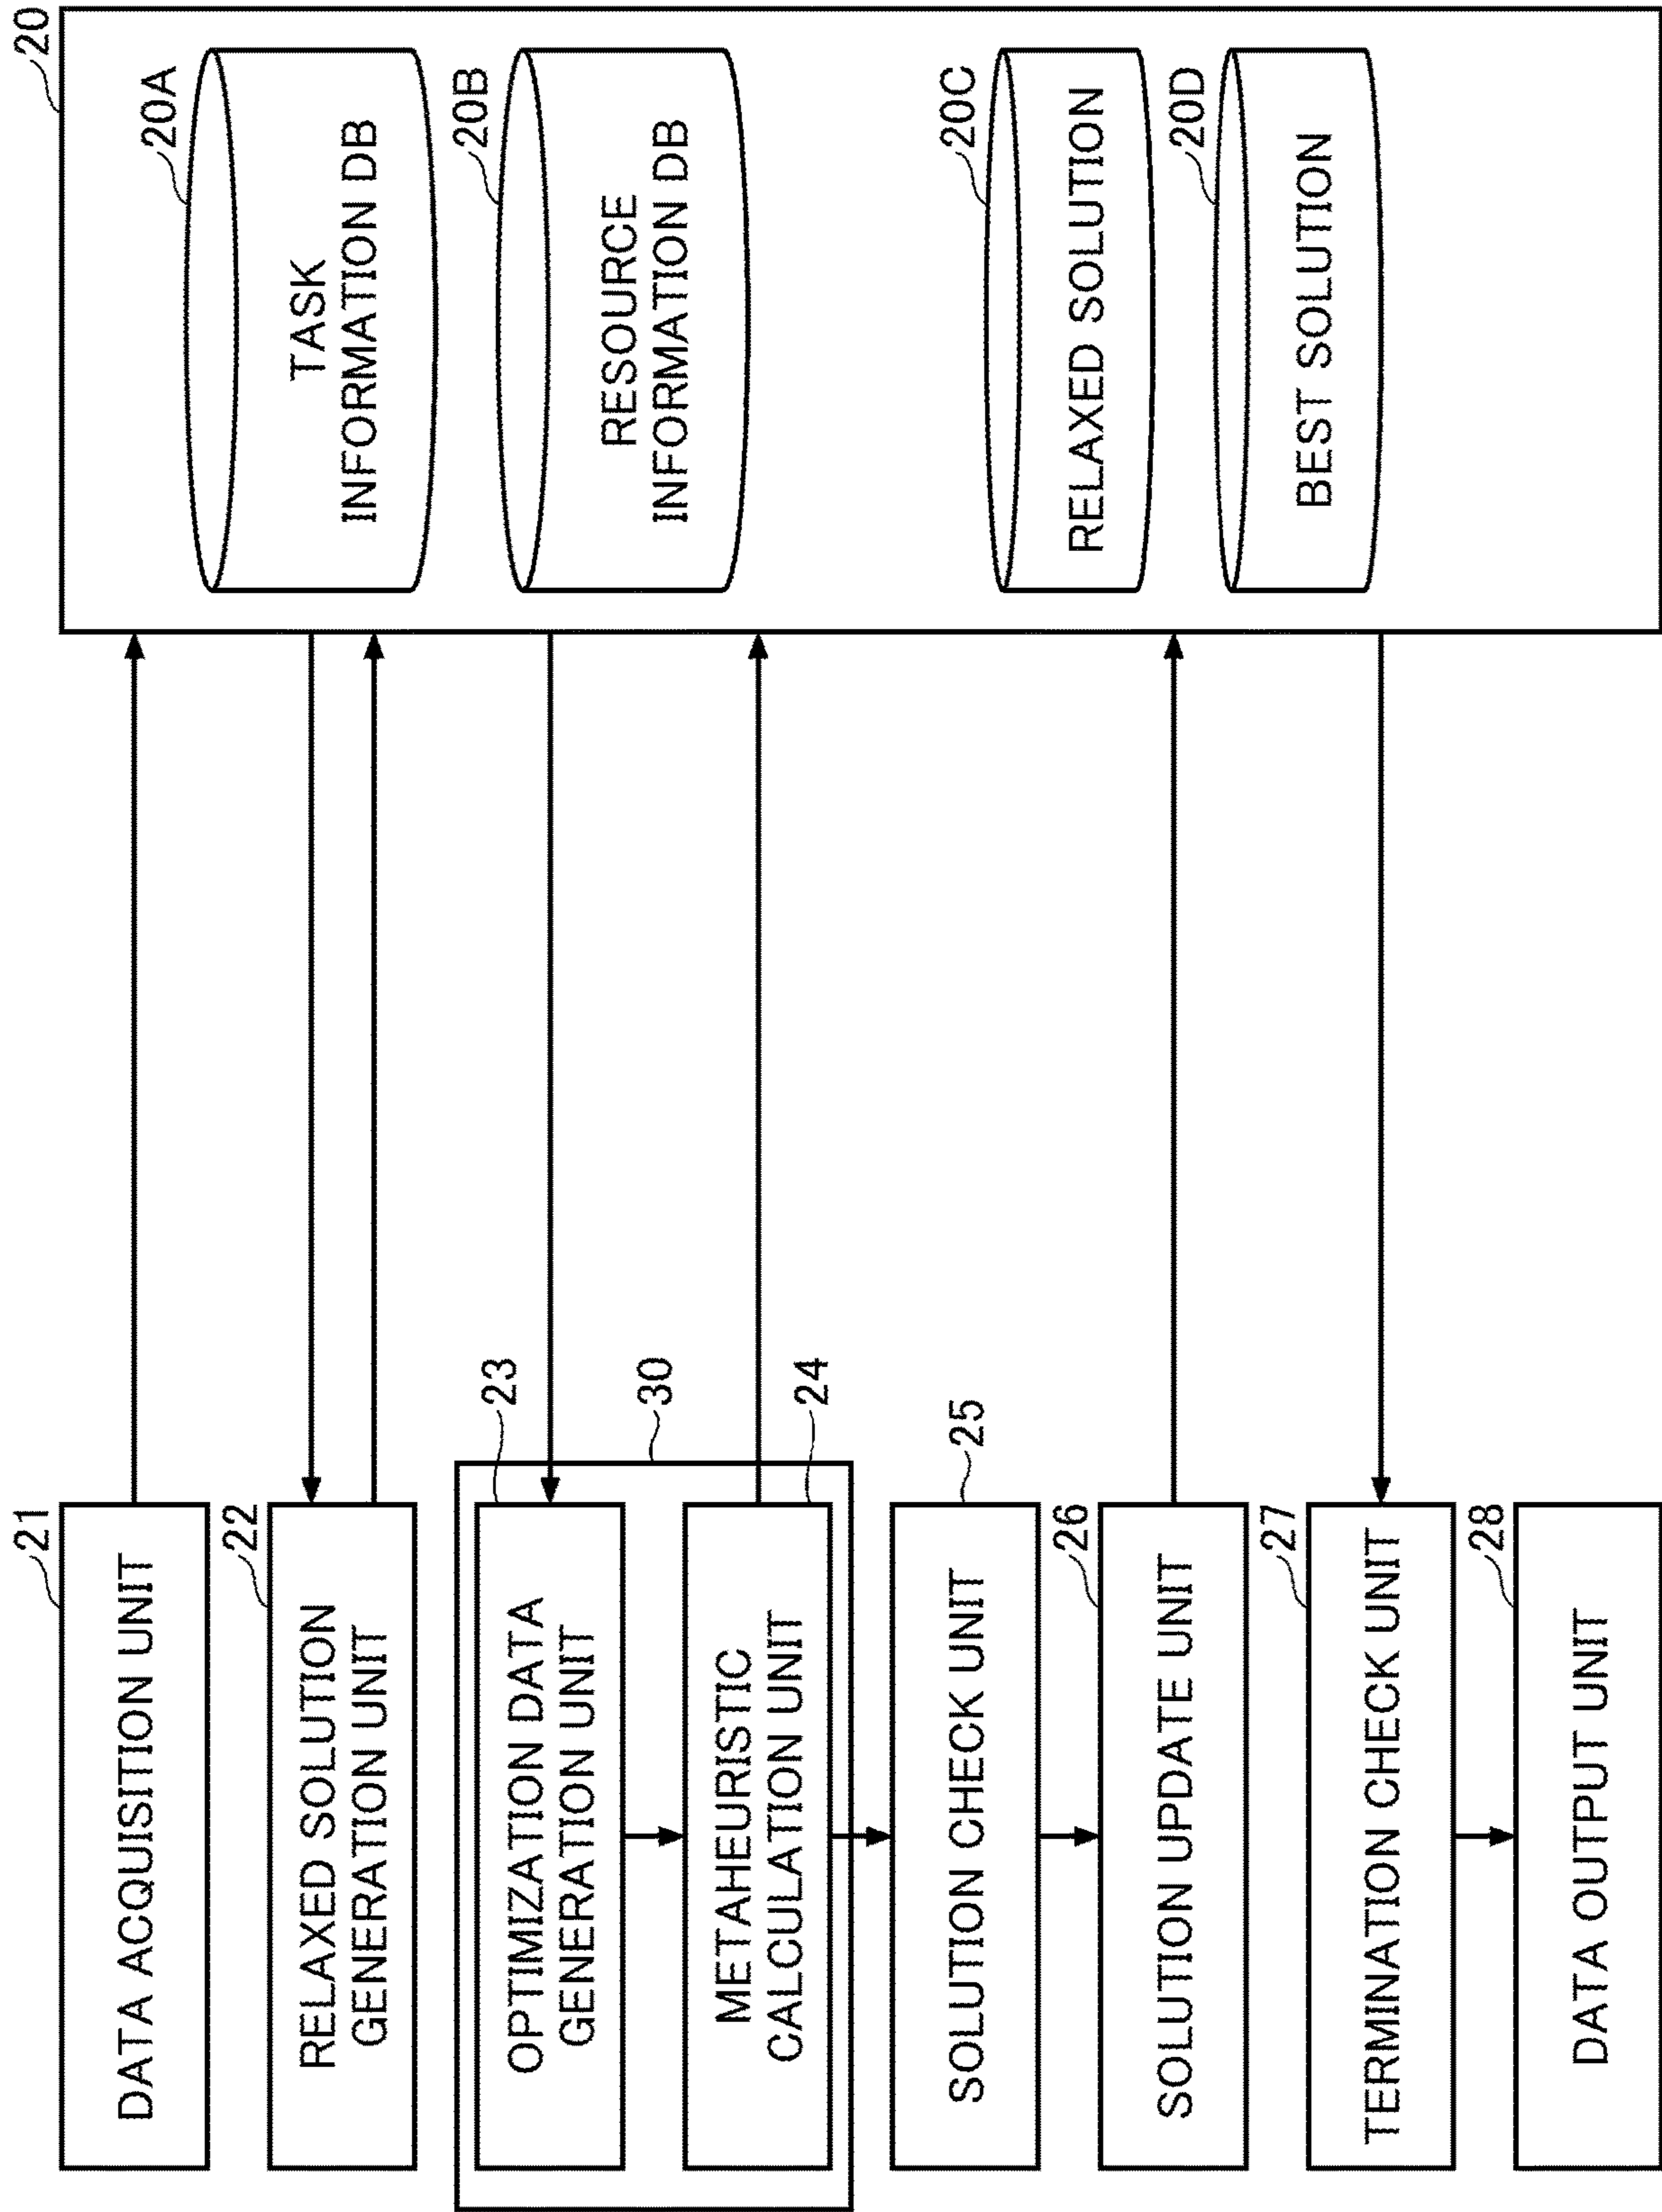 21
DATA ACQUISITION UNIT
22
RELAXED SOLUTION
GENERATION UNIT
23
OPTIMIZATION DATA
GENERATION UNIT
30
24
METAHEURISTIC
CALCULATION UNIT
25
SOLUTION CHECK UNIT
26
SOLUTION UPDATE UNIT
27
TERMINATION CHECK UNIT
28
DATA OUTPUT UNIT
20
20A
TASK
INFORMATION DB
20B
RESOURCE
INFORMATION DB
20C
RELAXED SOLUTION
20D
BEST SOLUTION